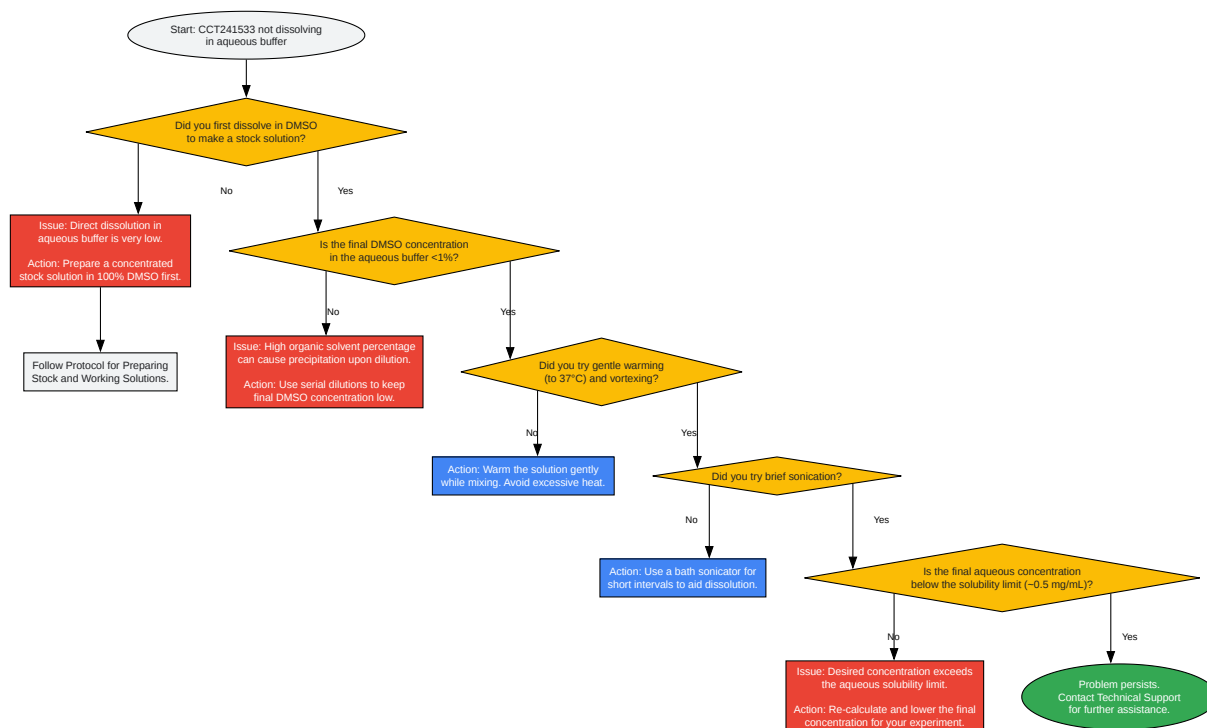 Start: CCT241533 not dissolving
in aqueous buffer
Did you first dissolve in DMSO
to make a stock solution?
No
Yes
Issue: Direct dissolution in
aqueous buffer is very low.
Action: Prepare a concentrated
stock solution in 100% DMSO first.
Is the final DMSO concentration
in the aqueous buffer <1%?
No
Yes
Follow Protocol for Preparing
Stock and Working Solutions.
Issue: High organic solvent percentage
can cause precipitation upon dilution.
Action: Use serial dilutions to keep
final DMSO concentration low.
Did you try gentle warming
(to 37°C) and vortexing?
No
Yes
Action: Warm the solution gently
while mixing. Avoid excessive heat.
Did you try brief sonication?
No
Yes
Action: Use a bath sonicator for
short intervals to aid dissolution.
Is the final aqueous concentration
below the solubility limit (~0.5 mg/mL)?
No
Yes
Issue: Desired concentration exceeds
the aqueous solubility limit.
Action: Re-calculate and lower the final
concentration for your experiment.
Problem persists.
Contact Technical Support
for further assistance.